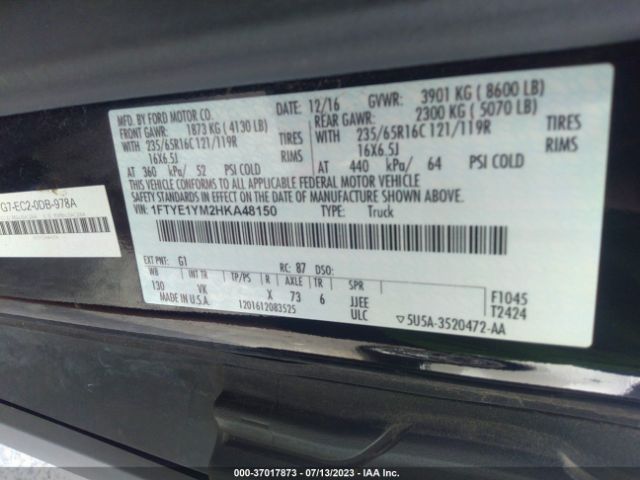 MFD. BY FORD MOTOR CO.
DATE: 12/16 GVWR: 3901 KG ( 8600 LB)
FRONT GAWR: 1873 KG ( 4130 LB) REAR GAWR: 2300 KG ( 5070 LB)
WITH 235/65R16C 121/119R TIRES WITH 235/65R16C 121/119R TIRES
16X6.5J RIMS 16X6.5J RIMS
AT 360 kPa/ 52 PSI COLD AT 440 kPa/ 64 PSI COLD
THIS VEHICLE CONFORMS TO ALL APPLICABLE FEDERAL MOTOR VEHICLE
SAFETY STANDARDS IN EFFECT ON THE DATE OF MANUFACTURE SHOWN ABOVE.
VIN: 1FTYE1YM2HKA48150 TYPE: Truck
EXT PNT: G1 RC: 87 DSO:
WB INT TR TP/PS R AXLE TR SPR
130 VK X 73 6 JJEE F1045
MADE IN U.S.A. 1201612083525 ULC T2424
▽5U5A-3520472-AA
G7-EC2-0DB-978A
000-37017873 - 07/13/2023 - IAA Inc.